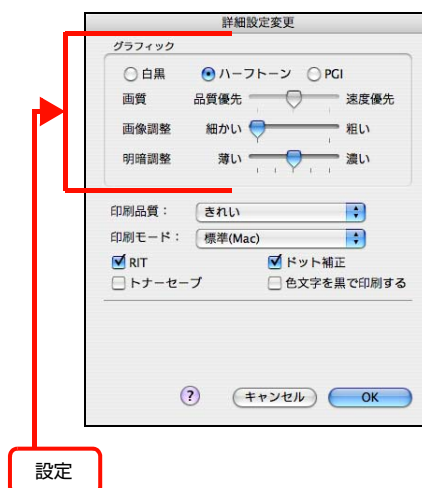 詳細設定変更
グラフィック
白黒 ハーフトーン PGI
画質 品質優先 速度優先
画像調整 細かい 粗い
明暗調整 薄い 濃い
印刷品質： きれい
印刷モード： 標準(Mac)
RIT ドット補正
トナーセーブ 色文字を黒で印刷する
? キャンセル OK
設定